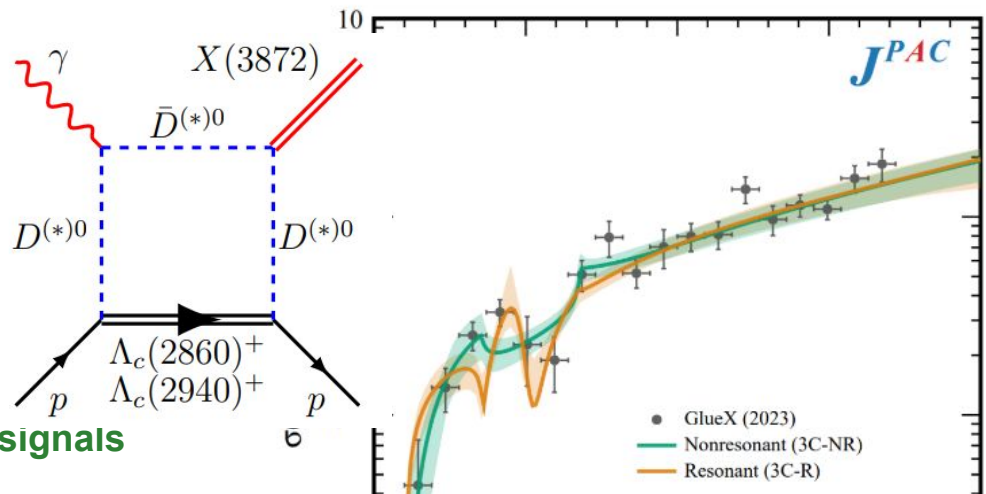 10
JPAC
γ
X(3872)
D̄(*)0
D(*)0
D(*)0
Λc(2860)+
Λc(2940)+
p
p
signals
σ
GlueX (2023)
Nonresonant (3C-NR)
Resonant (3C-R)